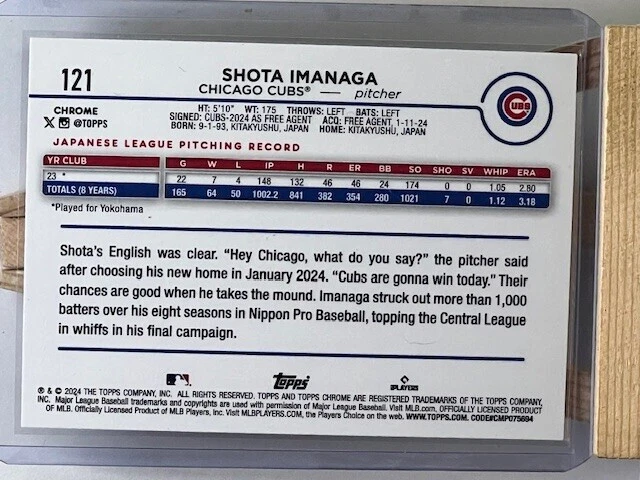 121
SHOTA IMANAGA
CHICAGO CUBS® — pitcher
CUBS
CHROME
X @TOPPS
HT: 5'10" WT: 175 THROWS: LEFT BATS: LEFT
SIGNED: CUBS-2024 AS FREE AGENT ACQ: FREE AGENT, 1-11-24
BORN: 9-1-93, KITAKYUSHU, JAPAN HOME: KITAKYUSHU, JAPAN
JAPANESE LEAGUE PITCHING RECORD
YR CLUB G W L IP H R ER BB SO SHO SV WHIP ERA
23 * 22 7 4 148 132 46 46 24 174 0 0 1.05 2.80
TOTALS (8 YEARS) 165 64 50 1002.2 841 382 354 280 1021 7 0 1.12 3.18
*Played for Yokohama
Shota's English was clear. “Hey Chicago, what do you say?” the pitcher said
after choosing his new home in January 2024. “Cubs are gonna win today.” Their
chances are good when he takes the mound. Imanaga struck out more than 1,000
batters over his eight seasons in Nippon Pro Baseball, topping the Central League
in whiffs in his final campaign.
Topps
PLAYERS
® & © 2024 THE TOPPS COMPANY, INC. ALL RIGHTS RESERVED. TOPPS AND TOPPS CHROME ARE REGISTERED TRADEMARKS OF THE TOPPS COMPANY,
INC. Major League Baseball trademarks and copyrights are used with permission of Major League Baseball. Visit MLB.com. OFFICIALLY LICENSED PRODUCT
OF MLB. Officially Licensed Product of MLB Players, Inc. Visit MLBPLAYERS.com, the Players Choice on the web. WWW.TOPPS.COM. CODE#CMP075694